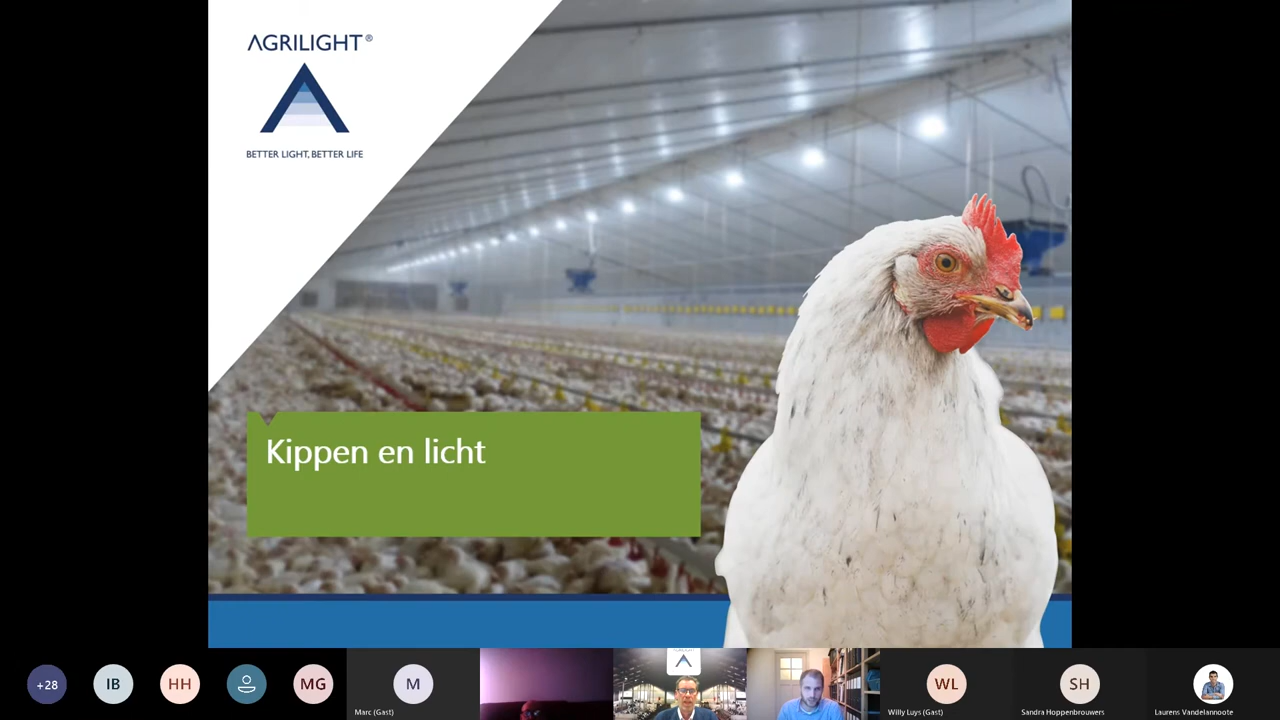 AGRILIGHT®
BETTER LIGHT, BETTER LIFE
Kippen en licht
+28
IB
HH
MG
M
Marc (Gast)
WL
Willy Luys (Gast)
SH
Sandra Hoppenbrouwers
Laurens Vandelannoote